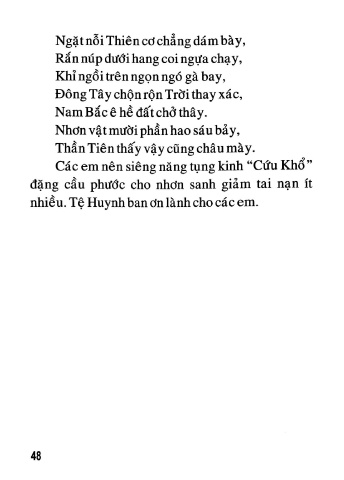 Ngặt nỗi Thiên cơ chẳng dám bày,
Rắn núp dưới hang coi ngựa chạy,
Khỉ ngồi trên ngọn ngó gà bay,
Đông Tây chộn rộn Trời thay xác,
Nam Bắc ê hề đất chở thây.
Nhơn vật mười phần hao sáu bảy,
Thần Tiên thấy vậy cũng châu mày.
Các em nên siêng năng tụng kinh “Cứu Khổ”
đặng cầu phước cho nhơn sanh giảm tai nạn ít
nhiều. Tệ Huynh ban ơn lành cho các em.
48